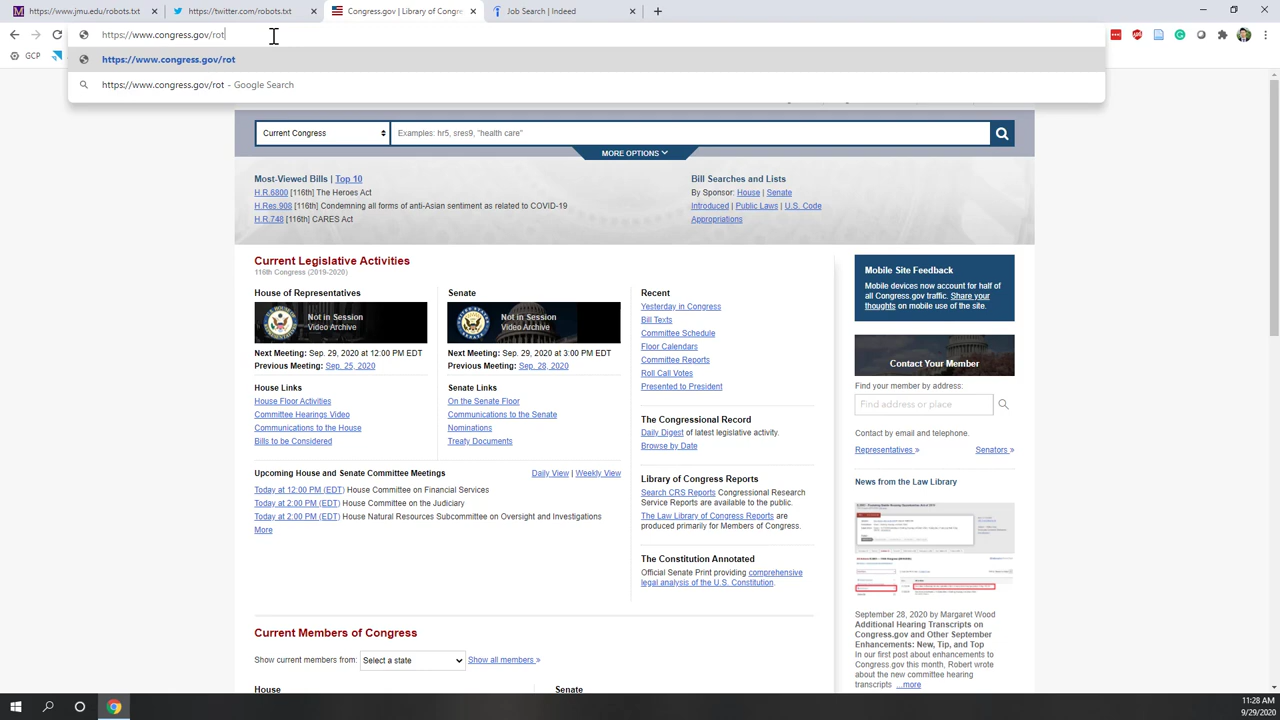 https://www.jmu.edu/robots.txt
https://twitter.com/robots.txt
Congress.gov | Library of Congre
Job Search | Indeed
https://www.congress.gov/rot
GCP
https://www.congress.gov/rot
https://www.congress.gov/rot - Google Search
Current Congress
Examples: hr5, sres9, "health care"
MORE OPTIONS
Most-Viewed Bills | Top 10
H.R.6800 [116th] The Heroes Act
H.Res.908 [116th] Condemning all forms of anti-Asian sentiment as related to COVID-19
H.R.748 [116th] CARES Act
Bill Searches and Lists
By Sponsor: House | Senate
Introduced | Public Laws | U.S. Code
Appropriations
Current Legislative Activities
116th Congress (2019-2020)
House of Representatives
Not in Session
Video Archive
Next Meeting: Sep. 29, 2020 at 12:00 PM EDT
Previous Meeting: Sep. 25, 2020
House Links
House Floor Activities
Committee Hearings Video
Communications to the House
Bills to be Considered
Senate
Not in Session
Video Archive
Next Meeting: Sep. 29, 2020 at 3:00 PM EDT
Previous Meeting: Sep. 28, 2020
Senate Links
On the Senate Floor
Communications to the Senate
Nominations
Treaty Documents
Upcoming House and Senate Committee Meetings
Daily View | Weekly View
Today at 12:00 PM (EDT) House Committee on Financial Services
Today at 2:00 PM (EDT) House Committee on the Judiciary
Today at 2:00 PM (EDT) House Natural Resources Subcommittee on Oversight and Investigations
More
Recent
Yesterday in Congress
Bill Texts
Committee Schedule
Floor Calendars
Committee Reports
Roll Call Votes
Presented to President
The Congressional Record
Daily Digest of latest legislative activity.
Browse by Date
Library of Congress Reports
Search CRS Reports Congressional Research
Service Reports are available to the public.
The Law Library of Congress Reports are
produced primarily for Members of Congress.
The Constitution Annotated
Official Senate Print providing comprehensive
legal analysis of the U.S. Constitution.
Mobile Site Feedback
Mobile devices now account for half of
all Congress.gov traffic. Share your
thoughts on mobile use of the site.
Contact Your Member
Find your member by address:
Find address or place
Contact by email and telephone.
Representatives »
Senators »
News from the Law Library
September 28, 2020 by Margaret Wood
Additional Hearing Transcripts on
Congress.gov and Other September
Enhancements: New, Tip, and Top
In our first post about enhancements to
Congress.gov this month, Robert wrote
about the new committee hearing
transcripts ...more
Current Members of Congress
Show current members from: Select a state Show all members »
House
Senate
11:28 AM
9/29/2020